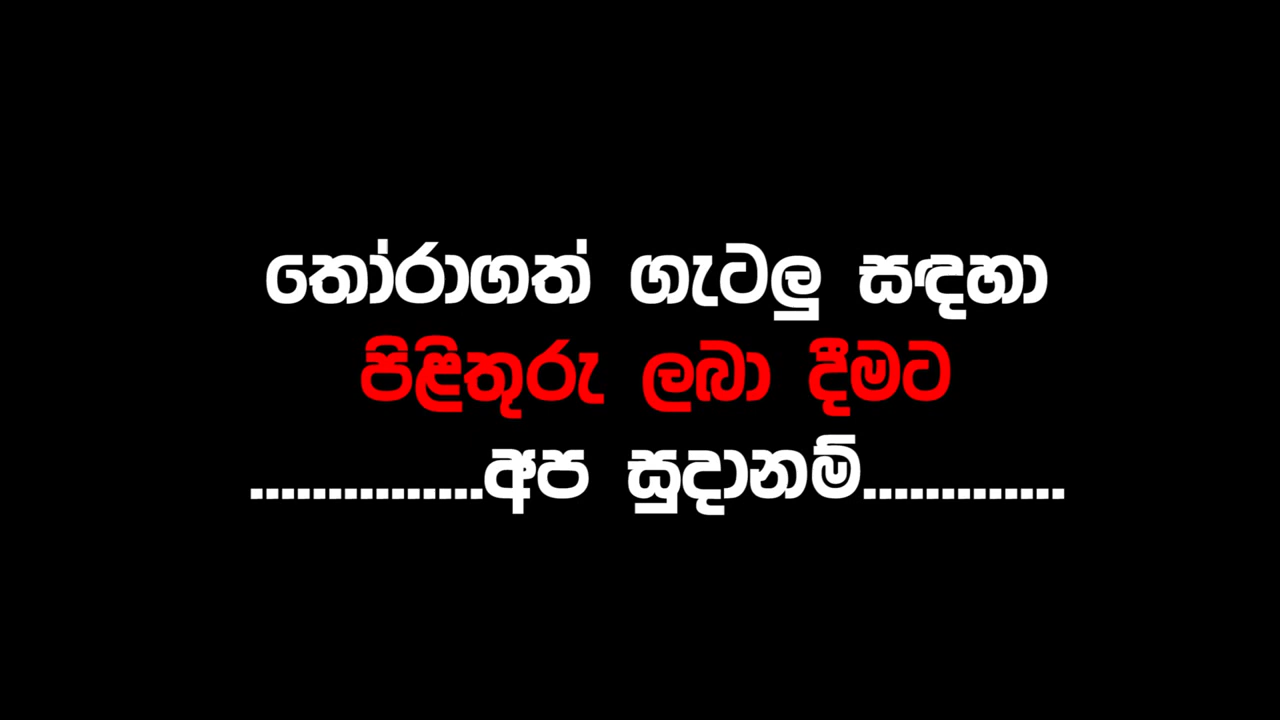 තෝරාගත් ගැටලු සඳහා
පිළිතුරු ලබා දීමට
...............අප සුදානම්.............